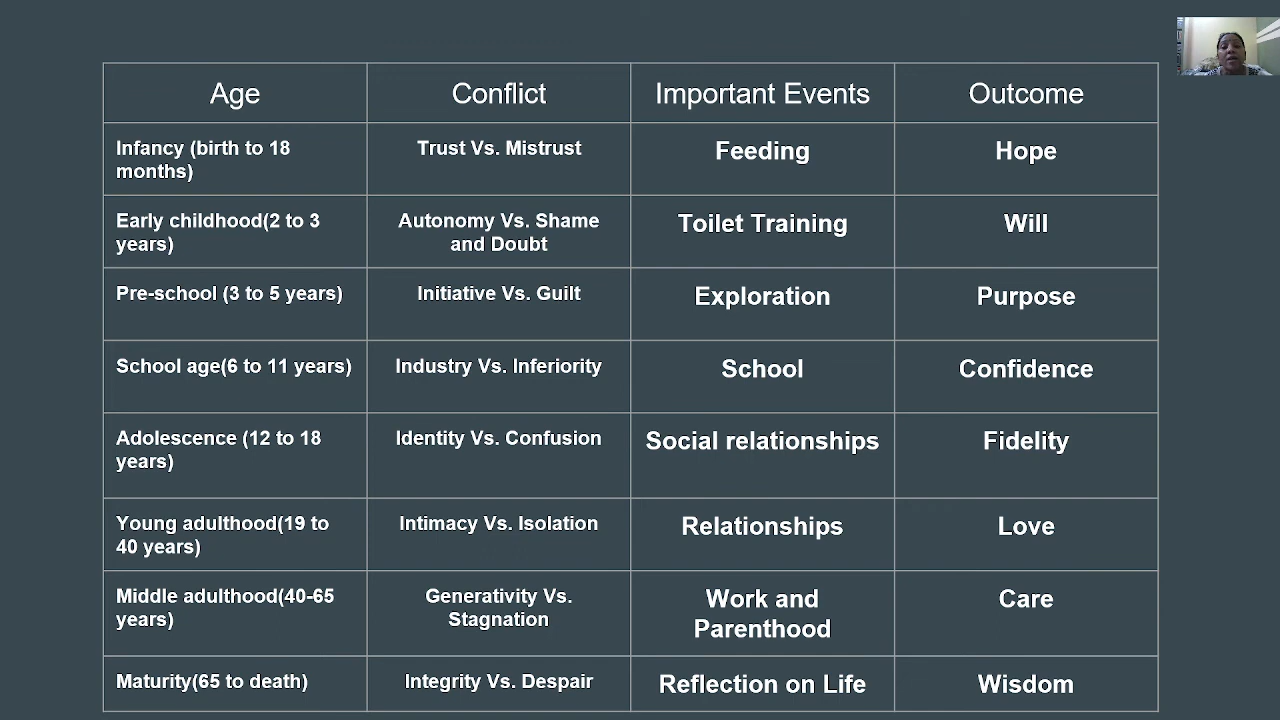 Age Conflict Important Events Outcome
Infancy (birth to 18 months) Trust Vs. Mistrust Feeding Hope
Early childhood(2 to 3 years) Autonomy Vs. Shame and Doubt Toilet Training Will
Pre-school (3 to 5 years) Initiative Vs. Guilt Exploration Purpose
School age(6 to 11 years) Industry Vs. Inferiority School Confidence
Adolescence (12 to 18 years) Identity Vs. Confusion Social relationships Fidelity
Young adulthood(19 to 40 years) Intimacy Vs. Isolation Relationships Love
Middle adulthood(40-65 years) Generativity Vs. Stagnation Work and Parenthood Care
Maturity(65 to death) Integrity Vs. Despair Reflection on Life Wisdom